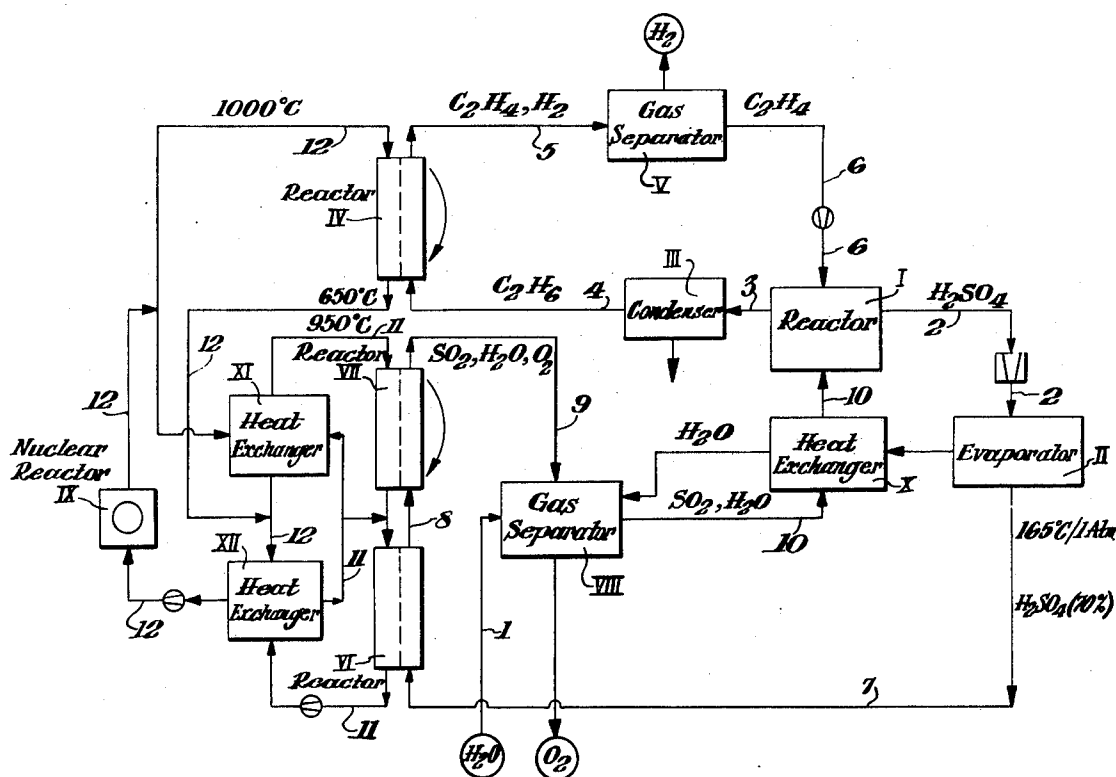 H₂
1000°C
C₂H₄, H₂
Gas
Separator
V
C₂H₄
12
5
6
Reactor
IV
6
650°C
C₂H₆
4
III
Condenser
3
I
Reactor
H₂SO₄
2
950°C
11
Reactor
VII
SO₂, H₂O, O₂
12
12
XI
Heat
Exchanger
9
10
2
H₂O
Heat
Exchanger
X
Evaporator
II
Nuclear
Reactor
IX
Gas
Separator
VIII
SO₂, H₂O
10
8
12
XII
Heat
Exchanger
11
165°C/1 Atm
12
1
H₂SO₄(70%)
VI
Reactor
11
7
H₂O
O₂